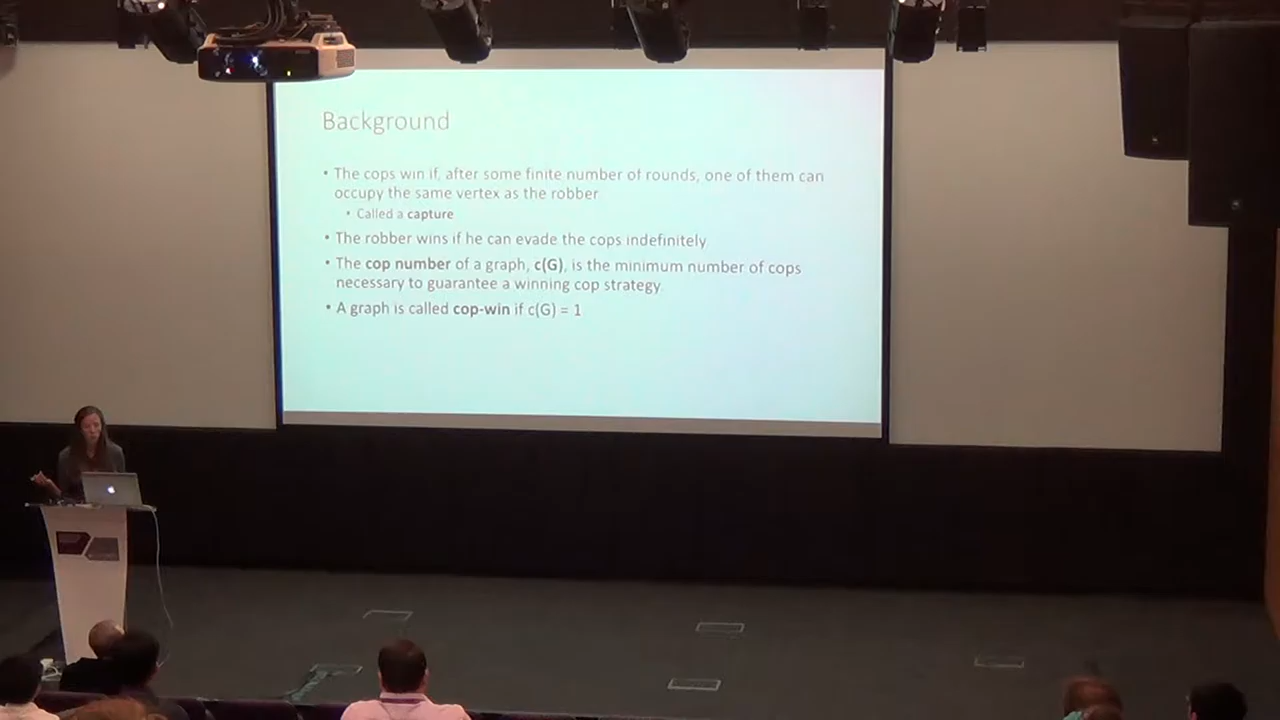 Background
• The cops win if, after some finite number of rounds, one of them can
occupy the same vertex as the robber
• Called a capture
• The robber wins if he can evade the cops indefinitely
• The cop number of a graph, c(G), is the minimum number of cops
necessary to guarantee a winning cop strategy
• A graph is called cop-win if c(G) = 1